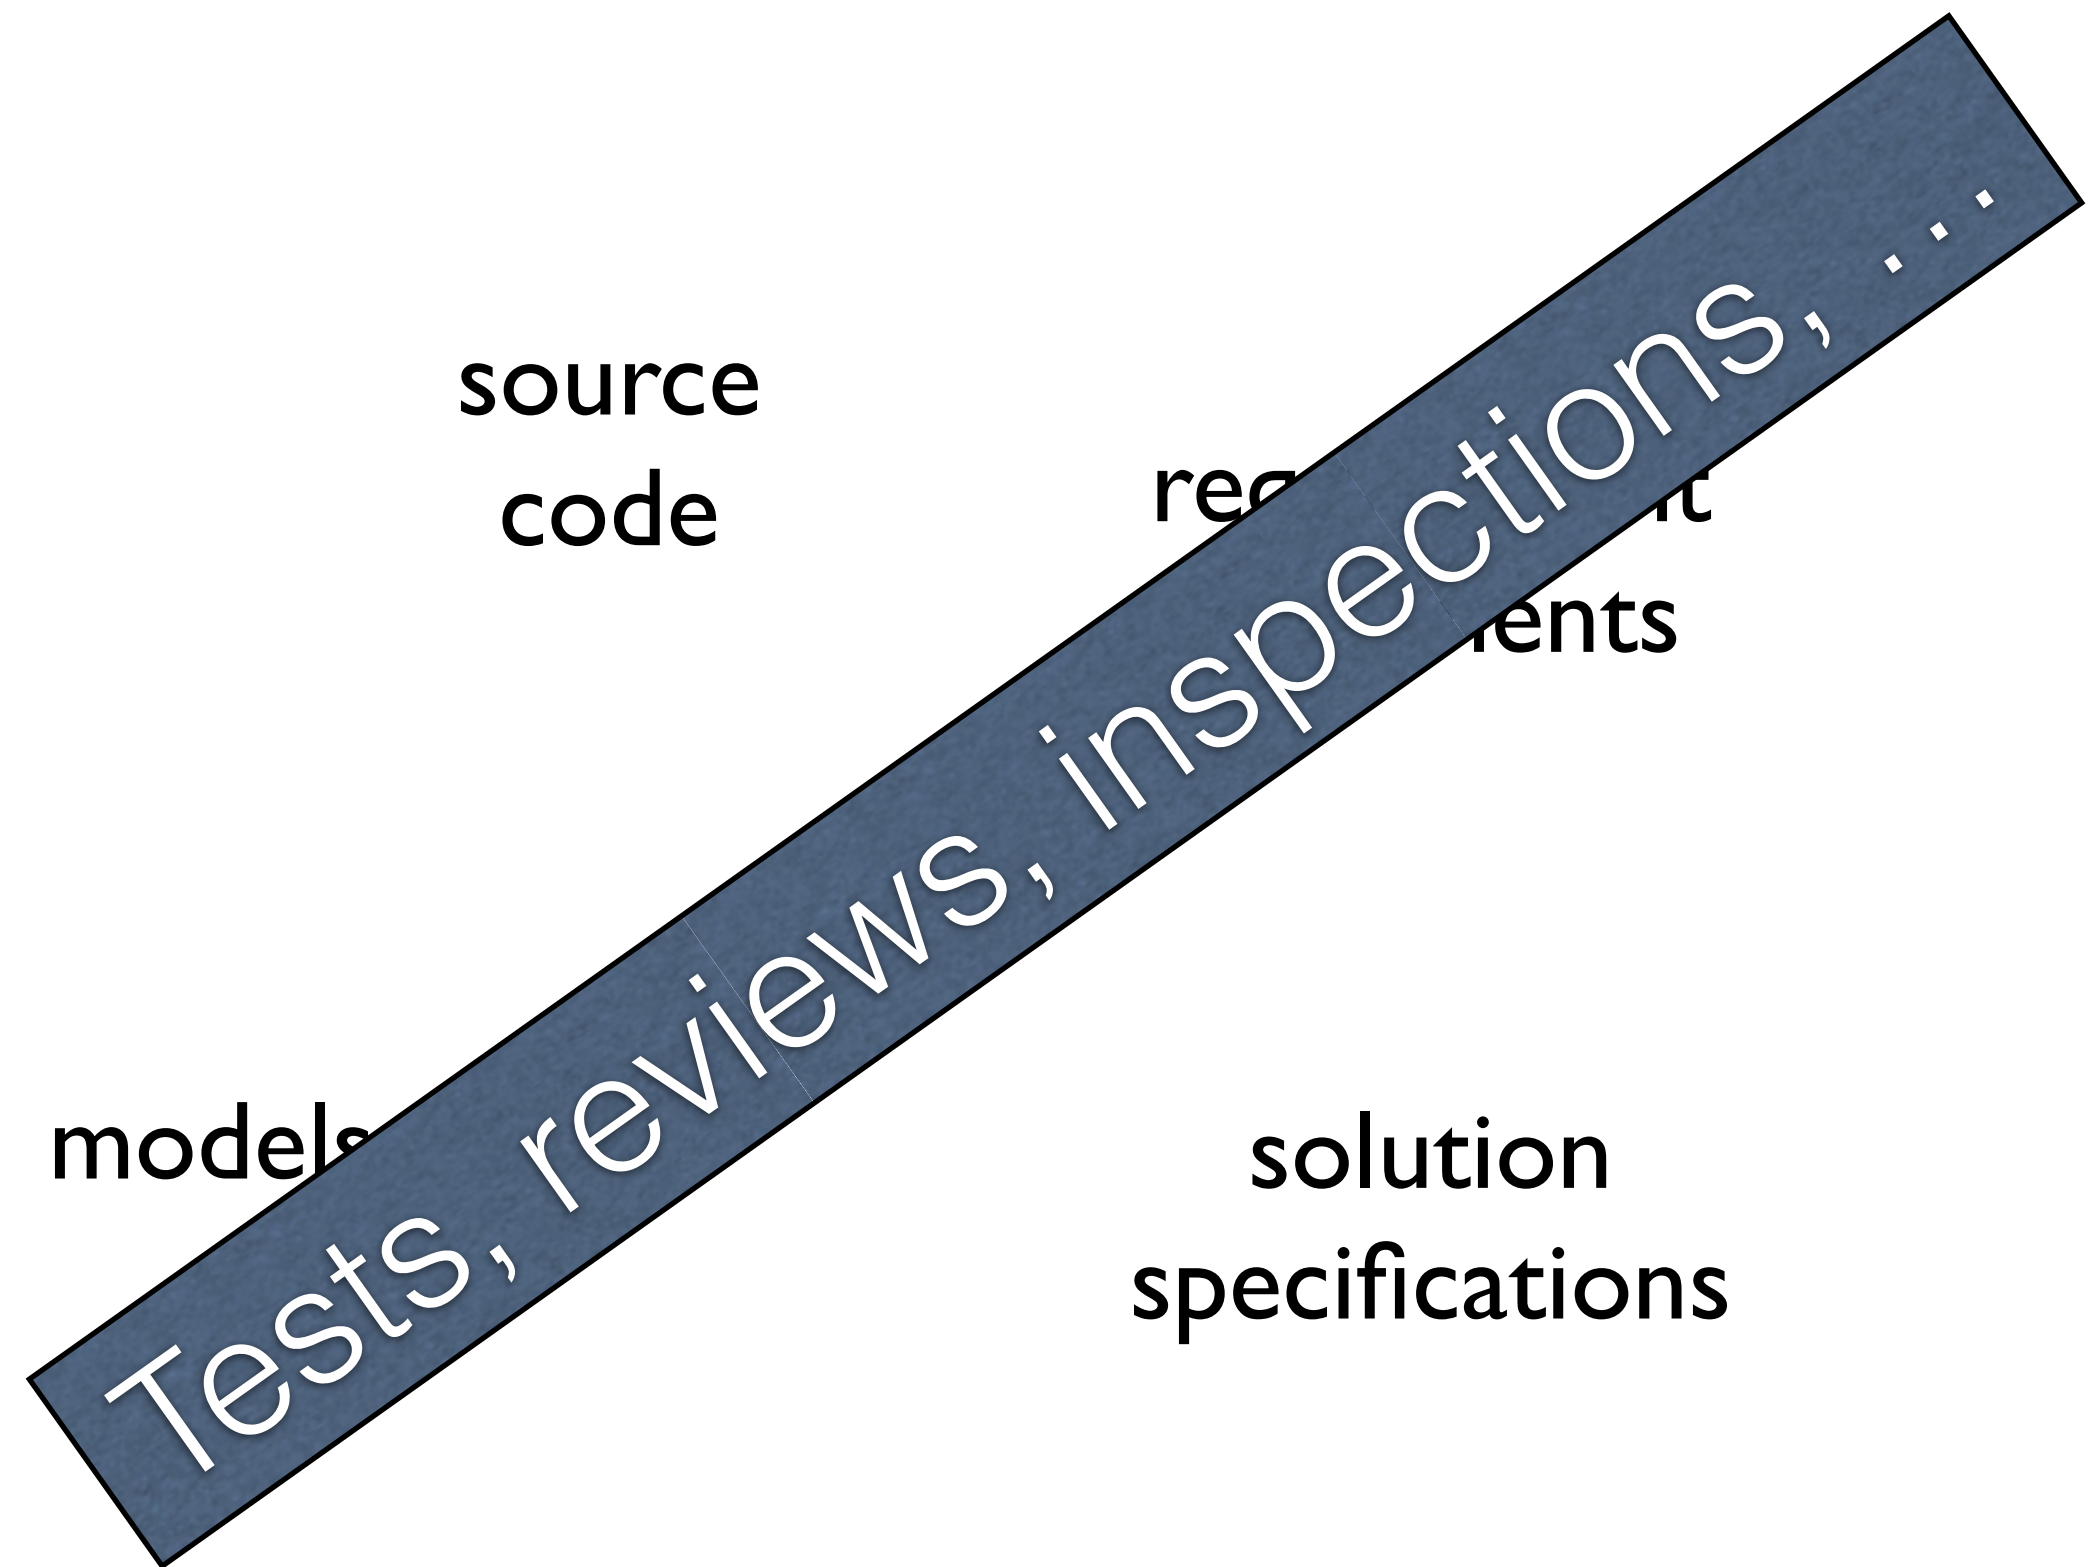 source
code
models
Tests, reviews, inspections, ...
solution
specifications